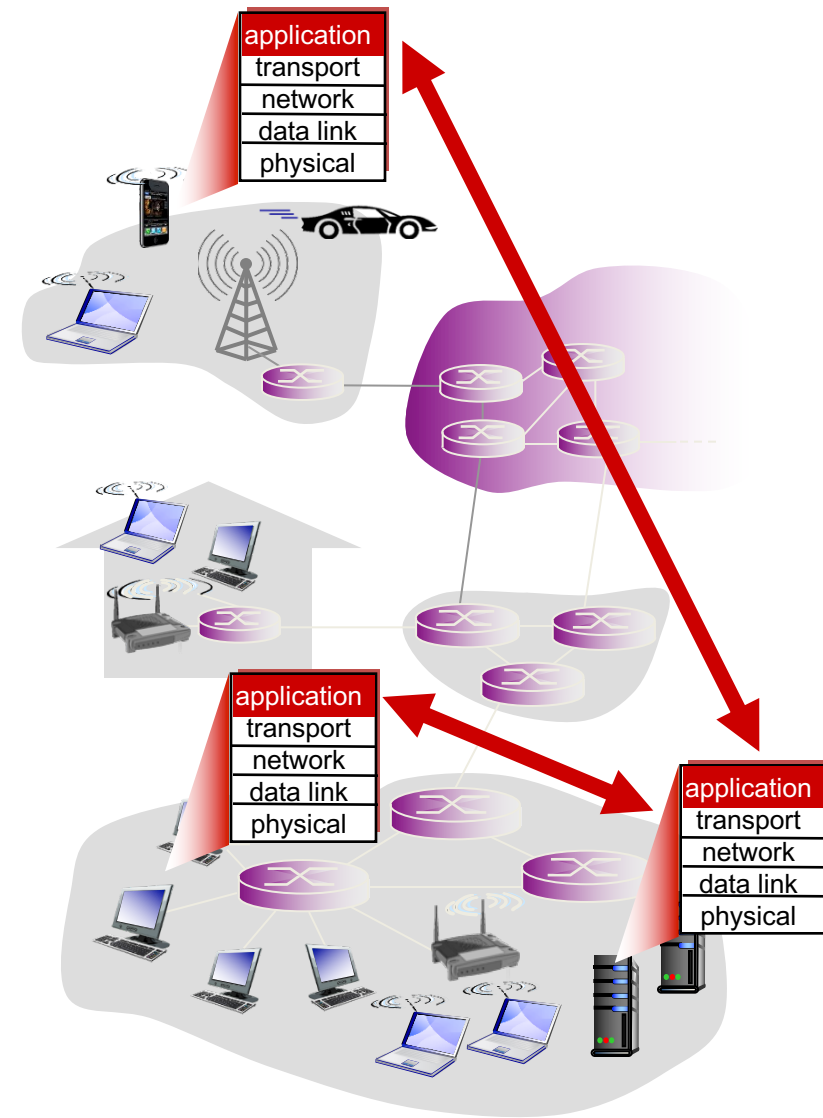 application
transport
network
data link
physical
application
transport
network
data link
physical
application
transport
network
data link
physical